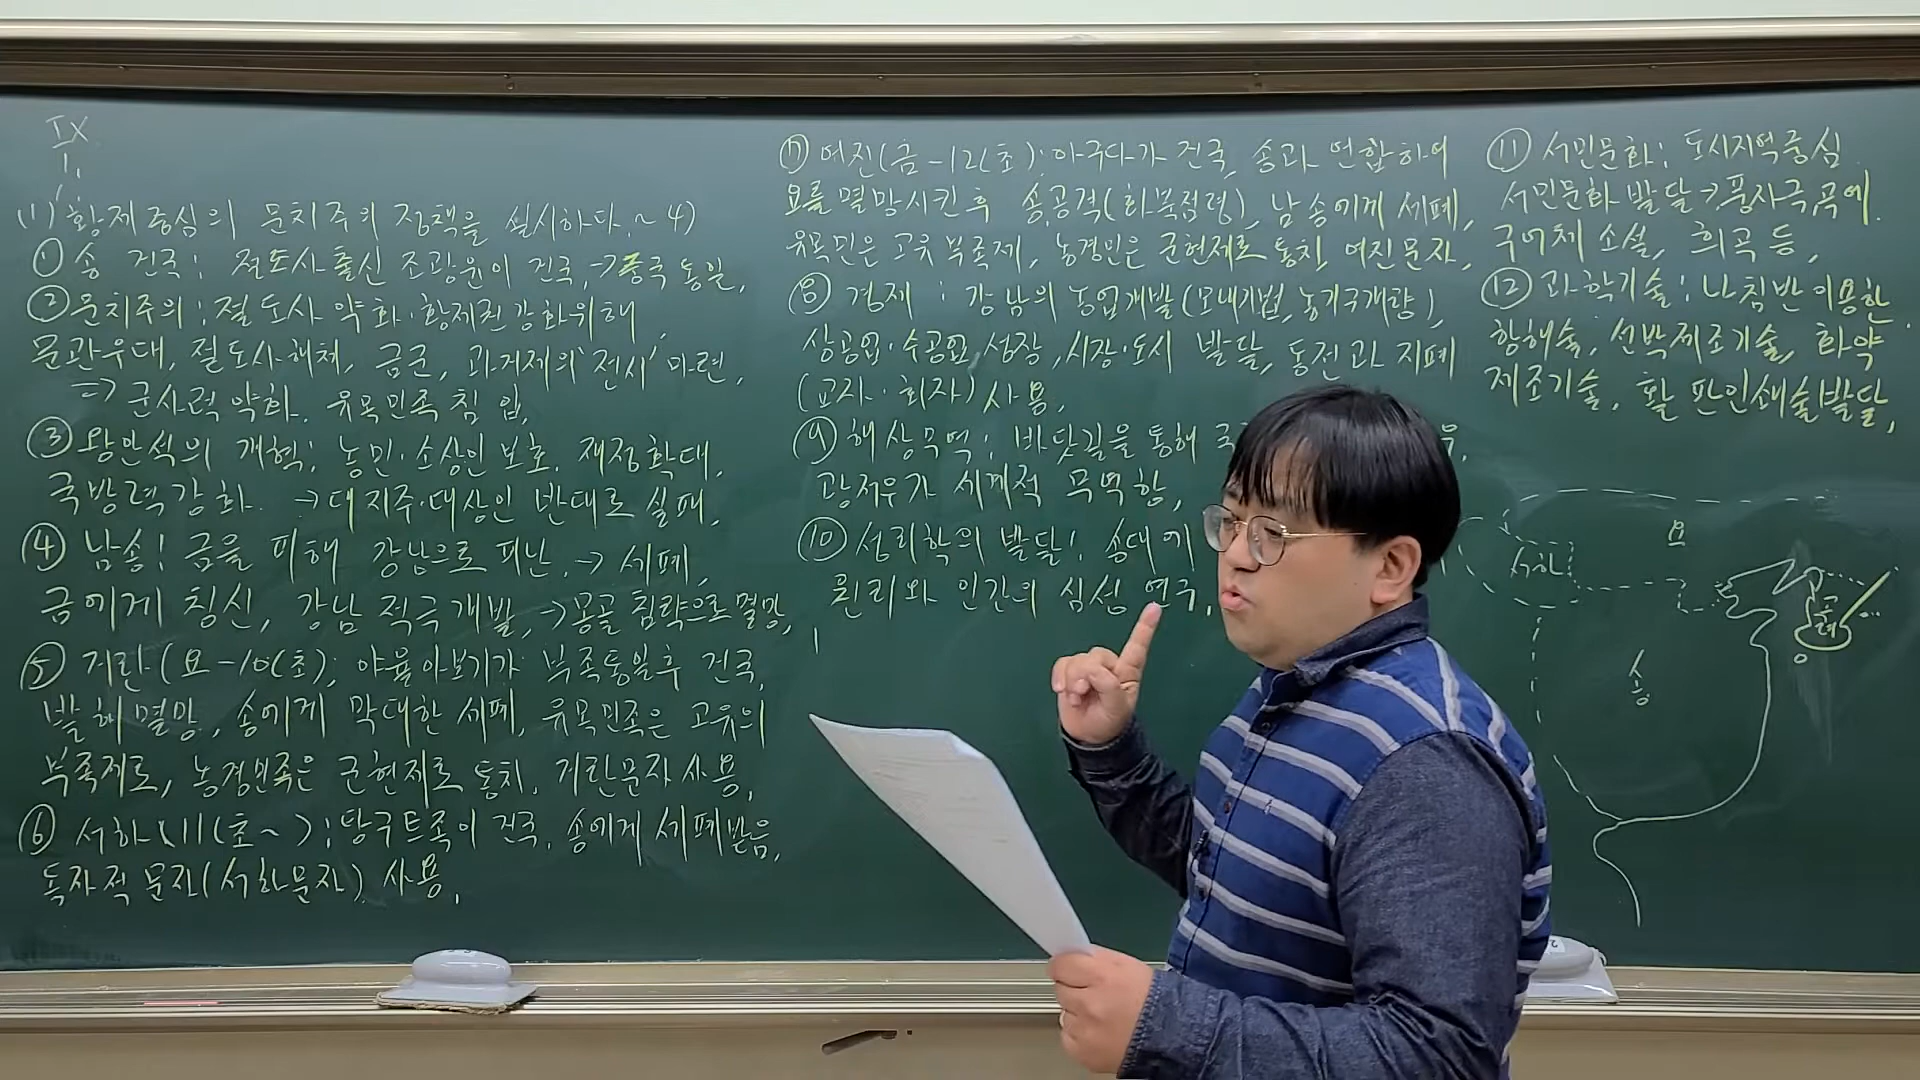 IX
1.
(1) 황제 중심의 문치주의 정책을 실시하다.~4)
① 송 건국: 절도사 출신 조광윤이 건국, → 중국 통일,
② 문치주의: 절도사 약화·황제권 강화위해
문관우대, 절도사해체, 금군, 과거제의 '전시' 마련,
=> 군사력 약화, 유목민족 침입,
③ 왕안석의 개혁: 농민·소상인 보호, 재정확대,
국방력강화 → 대지주·대상인 반대로 실패,
④ 남송: 금을 피해 강남으로 피난, → 세폐,
금에게 칭신, 강남 적극개발, → 몽골 침략으로 멸망,
⑤ 거란(요-10C초): 야율아보기가 부족통일후 건국,
발해멸망, 송에게 막대한 세폐, 유목민족은 고유의
부족제로, 농경민족은 군현제로 통치, 거란문자 사용,
⑥ 서하(11C초~): 탕구트족이 건국, 송에게 세폐받음,
독자적 문자(서하문자) 사용,
⑦ 여진(금-12C초): 아구다가 건국, 송과 연합하여
요를 멸망시킨후 송공격(화북점령), 남송에게 세폐,
유목민은 고유 부족제, 농경민은 군현제로 통치, 여진문자,
⑧ 경제: 강남의 농업개발(모내기법, 농기구개량),
상공업·수공업 성장, 시장·도시 발달, 동전과 지폐
(교자·회자) 사용,
⑨ 해상무역: 바닷길을 통해
광저우가 세계적 무역항,
⑩ 성리학의 발달: 송대에
원리와 인간의 심성 연구,
⑪ 서민문화: 도시지역중심
서민문화 발달 → 풍자극, 곡예
구어체 소설, 희곡 등,
⑫ 과학기술: 나침반 이용한
항해술, 선박제조기술, 화약
제조기술, 활판인쇄술발달,
요
서하
고려
송